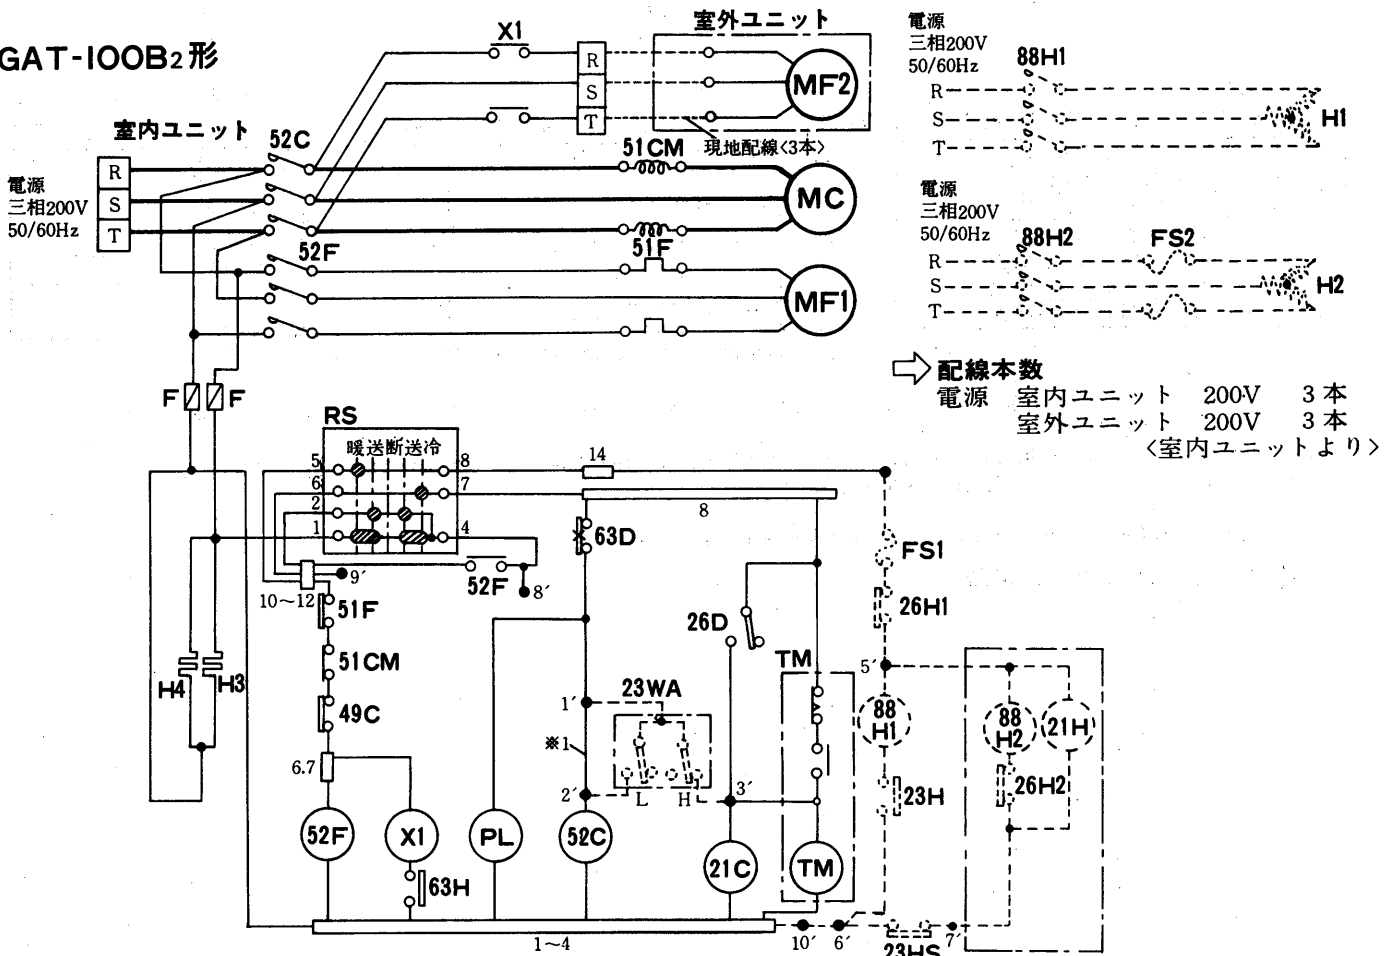 GAT-100B2形
室外ユニット
X1
R
S
T
MF2
現地配線<3本>
室内ユニット
電源
三相200V
50/60Hz
R
S
T
52C
51CM
MC
52F
51F
MF1
電源
三相200V
50/60Hz
R
S
T
88H1
H1
電源
三相200V
50/60Hz
R
S
T
88H2
FS2
H2
配線本数
電源 室内ユニット 200V 3本
室外ユニット 200V 3本
<室内ユニットより>
F
F
RS
暖送断送冷
5
6
2
1
8
7
4
14
8
63D
52F
8′
9′
10~12
51F
51CM
49C
6.7
H4
H3
26D
TM
23WA
1′
※1
2′
L
H
3′
FS1
26H1
5′
88
H1
88
H2
21H
26H2
23H
52F
X1
PL
52C
21C
TM
63H
1~4
10′
6′
23HS
7′